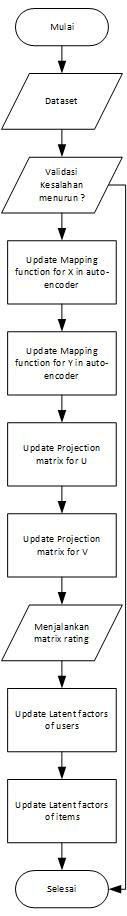 Mulai
Dataset
Validasi
Kesalahan
menurun ?
Update Mapping
function for X in auto-
encoder
Update Mapping
function for Y in auto-
encoder
Update Projection
matrix for U
Update Projection
matrix for V
Menjalankan
matrix rating
Update Latent factors
of users
Update Latent factors
of items
Selesai